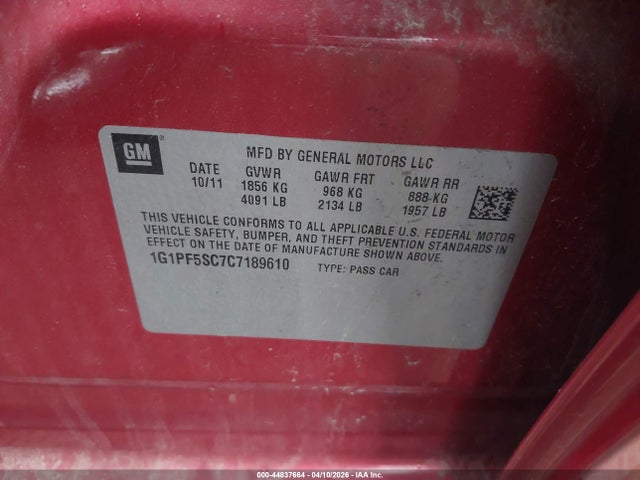 GM
MFD BY GENERAL MOTORS LLC
DATE GVWR GAWR FRT GAWR RR
10/11 1856 KG 968 KG 888 KG
4091 LB 2134 LB 1957 LB
THIS VEHICLE CONFORMS TO ALL APPLICABLE U.S. FEDERAL MOTOR
VEHICLE SAFETY, BUMPER, AND THEFT PREVENTION STANDARDS IN
EFFECT ON THE DATE OF MANUFACTURE SHOWN ABOVE.
1G1PF5SC7C7189610 TYPE: PASS CAR
000-44837664 - 04/10/2026 - IAA Inc.